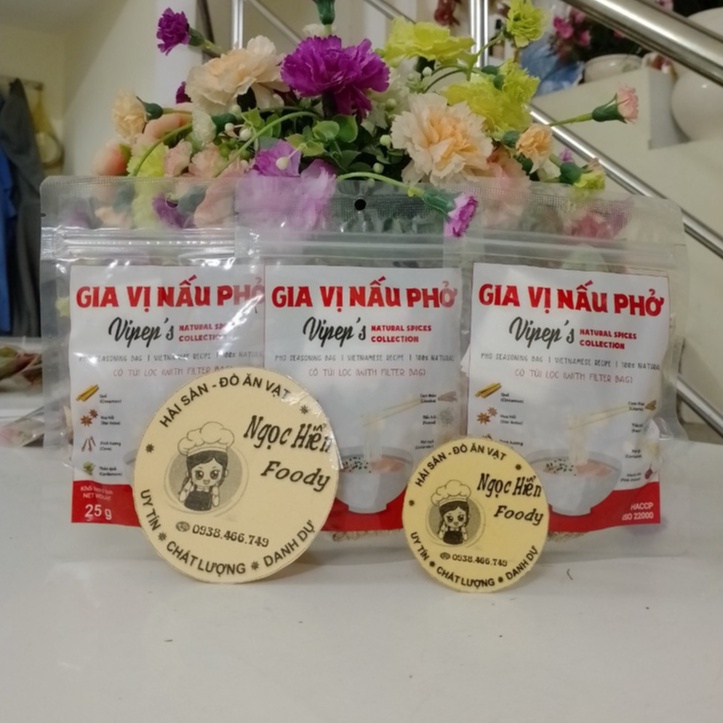 GIA VỊ NẤU PHỞ
Vipep's NATURAL SPICES
COLLECTION
PHO SEASONING BAG | VIETNAMESE RECIPE | 100% NATURAL
CÓ TÚI LỌC (WITH FILTER BAG)
25 g
GIA VỊ NẤU PHỞ
Vipep's NATURAL SPICES
COLLECTION
PHO SEASONING BAG | VIETNAMESE RECIPE | 100% NATURAL
CÓ TÚI LỌC (WITH FILTER BAG)
GIA VỊ NẤU PHỞ
Vipep's NATURAL SPICES
COLLECTION
PHO SEASONING BAG | VIETNAMESE RECIPE | 100% NATURAL
CÓ TÚI LỌC (WITH FILTER BAG)
HACCP
ISO 22000
HẢI SẢN - ĐỒ ĂN VẶT
Ngọc Hiển
Foody
0938.466.749
UY TÍN * CHẤT LƯỢNG * DANH DỰ
HẢI SẢN - ĐỒ ĂN VẶT
Ngọc Hiển
Foody
0938.466.749
UY TÍN * CHẤT LƯỢNG * DANH DỰ